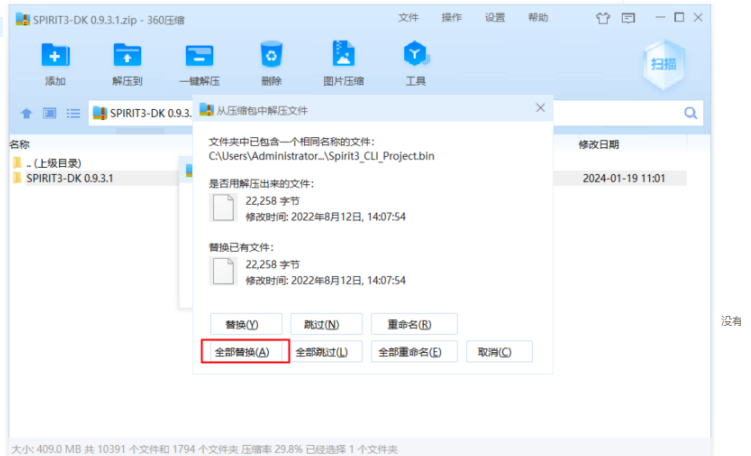 SPIRIT3-DK 0.9.3.1.zip - 360压缩
文件 操作 设置 帮助
添加 解压到 一键解压 删除 图片压缩 工具 扫描
SPIRIT3-DK 0.9.3.
从压缩包中解压文件
文件夹中已包含一个相同名称的文件:
C:\Users\Administrator...\Spirit3_CLI_Project.bin
名称 修改日期
.. (上级目录)
SPIRIT3-DK 0.9.3.1 2024-01-19 11:01
是否用解压出来的文件:
22,258 字节
修改时间: 2022年8月12日, 14:07:54
替换已有文件:
22,258 字节
修改时间: 2022年8月12日, 14:07:54
替换(Y) 跳过(N) 重命名(R)
全部替换(A) 全部跳过(L) 全部重命名(E) 取消(C)
没有
大小: 409.0 MB 共 10391 个文件和 1794 个文件夹 压缩率 29.8% 已经选择 1 个文件夹